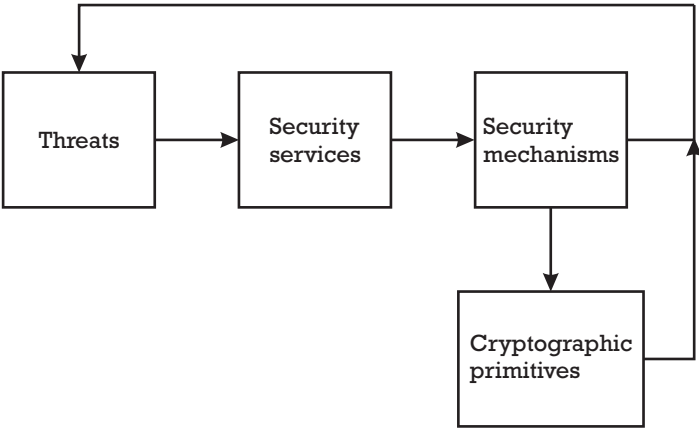 Threats
Security
services
Security
mechanisms
Cryptographic
primitives